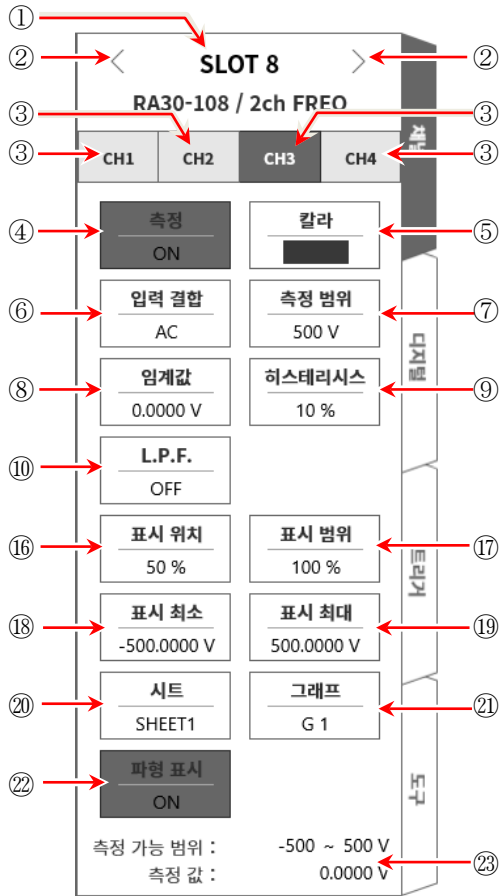 ①
② SLOT 8 ②
RA30-108 / 2ch FREQ
③ ③
③ CH1 CH2 CH3 CH4 ③
채널
④ 측정 칼라 ⑤
ON
⑥ 입력 결합 측정 범위 ⑦
AC 500 V
디지털
⑧ 임계값 히스테리시스 ⑨
0.0000 V 10 %
⑩ L.P.F.
OFF
⑯ 표시 위치 표시 범위 ⑰
50 % 100 %
트리거
⑱ 표시 최소 표시 최대 ⑲
-500.0000 V 500.0000 V
⑳ 시트 그래프 ㉑
SHEET1 G 1
㉒ 파형 표시
ON
도구
측정 가능 범위 : -500 ~ 500 V
측정 값 : 0.0000 V ㉓